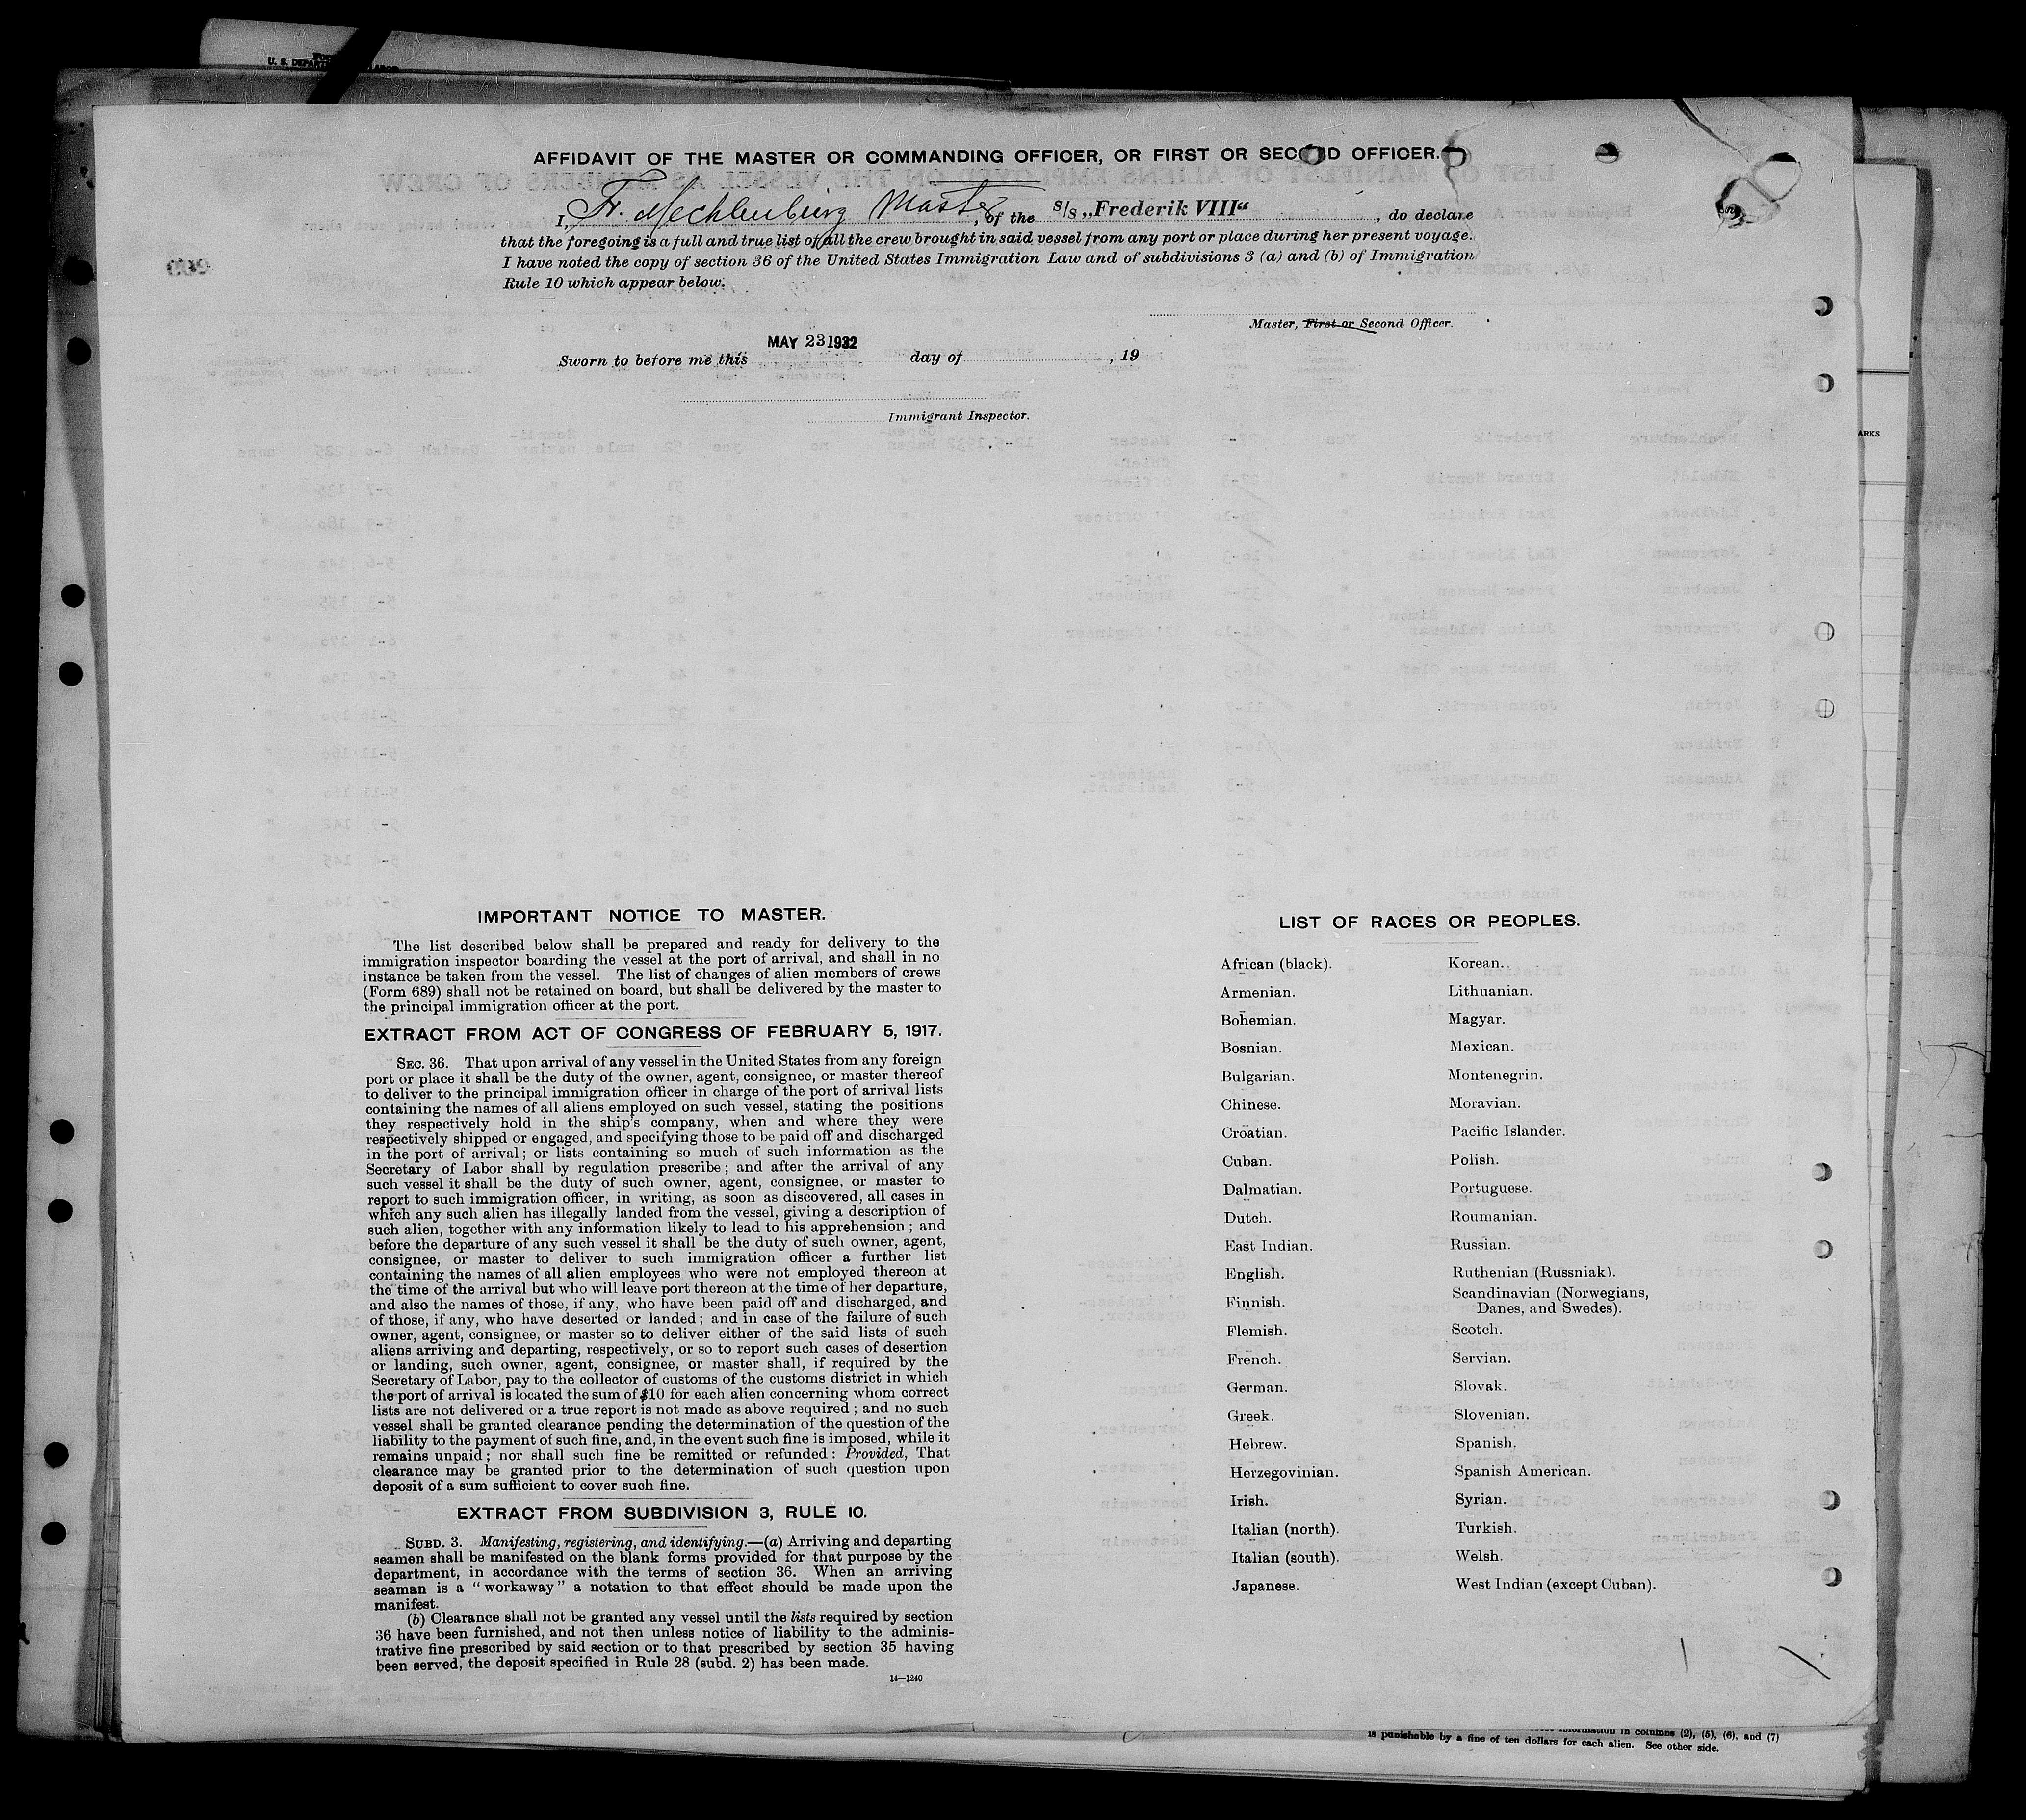 U. S. DEPART
AFFIDAVIT OF THE MASTER OR COMMANDING OFFICER, OR FIRST OR SECOND OFFICER.
I, Fr. Mechlenburg Master, of the S/S „Frederik VIII“, do declare
that the foregoing is a full and true list of all the crew brought in said vessel from any port or place during her present voyage.
I have noted the copy of section 36 of the United States Immigration Law and of subdivisions 3 (a) and (b) of Immigration
Rule 10 which appear below.
Master, First or Second Officer.
MAY 23 1932
Sworn to before me this day of , 19
Immigrant Inspector.
ARKS
IMPORTANT NOTICE TO MASTER.
The list described below shall be prepared and ready for delivery to the
immigration inspector boarding the vessel at the port of arrival, and shall in no
instance be taken from the vessel. The list of changes of alien members of crews
(Form 689) shall not be retained on board, but shall be delivered by the master to
the principal immigration officer at the port.
EXTRACT FROM ACT OF CONGRESS OF FEBRUARY 5, 1917.
SEC. 36. That upon arrival of any vessel in the United States from any foreign
port or place it shall be the duty of the owner, agent, consignee, or master thereof
to deliver to the principal immigration officer in charge of the port of arrival lists
containing the names of all aliens employed on such vessel, stating the positions
they respectively hold in the ship's company, when and where they were
respectively shipped or engaged, and specifying those to be paid off and discharged
in the port of arrival; or lists containing so much of such information as the
Secretary of Labor shall by regulation prescribe; and after the arrival of any
such vessel it shall be the duty of such owner, agent, consignee, or master to
report to such immigration officer, in writing, as soon as discovered, all cases in
which any such alien has illegally landed from the vessel, giving a description of
such alien, together with any information likely to lead to his apprehension; and
before the departure of any such vessel it shall be the duty of such owner, agent,
consignee, or master to deliver to such immigration officer a further list
containing the names of all alien employees who were not employed thereon at
the time of the arrival but who will leave port thereon at the time of her departure,
and also the names of those, if any, who have been paid off and discharged, and
of those, if any, who have deserted or landed; and in case of the failure of such
owner, agent, consignee, or master so to deliver either of the said lists of such
aliens arriving and departing, respectively, or so to report such cases of desertion
or landing, such owner, agent, consignee, or master shall, if required by the
Secretary of Labor, pay to the collector of customs of the customs district in which
the port of arrival is located the sum of $10 for each alien concerning whom correct
lists are not delivered or a true report is not made as above required; and no such
vessel shall be granted clearance pending the determination of the question of the
liability to the payment of such fine, and, in the event such fine is imposed, while it
remains unpaid; nor shall such fine be remitted or refunded: Provided, That
clearance may be granted prior to the determination of such question upon
deposit of a sum sufficient to cover such fine.
EXTRACT FROM SUBDIVISION 3, RULE 10.
SUBD. 3. Manifesting, registering, and identifying.—(a) Arriving and departing
seamen shall be manifested on the blank forms provided for that purpose by the
department, in accordance with the terms of section 36. When an arriving
seaman is a "workaway" a notation to that effect should be made upon the
manifest.
(b) Clearance shall not be granted any vessel until the lists required by section
36 have been furnished, and not then unless notice of liability to the adminis-
trative fine prescribed by said section or to that prescribed by section 35 having
been served, the deposit specified in Rule 28 (subd. 2) has been made.
14—1240
LIST OF RACES OR PEOPLES.
African (black).
Armenian.
Bohemian.
Bosnian.
Bulgarian.
Chinese.
Croatian.
Cuban.
Dalmatian.
Dutch.
East Indian.
English.
Finnish.
Flemish.
French.
German.
Greek.
Hebrew.
Herzegovinian.
Irish.
Italian (north).
Italian (south).
Japanese.
Korean.
Lithuanian.
Magyar.
Mexican.
Montenegrin.
Moravian.
Pacific Islander.
Polish.
Portuguese.
Roumanian.
Russian.
Ruthenian (Russniak).
Scandinavian (Norwegians,
Danes, and Swedes).
Scotch.
Servian.
Slovak.
Slovenian.
Spanish.
Spanish American.
Syrian.
Turkish.
Welsh.
West Indian (except Cuban).
information in columns (2), (5), (6), and (7)
is punishable by a fine of ten dollars for each alien. See other side.